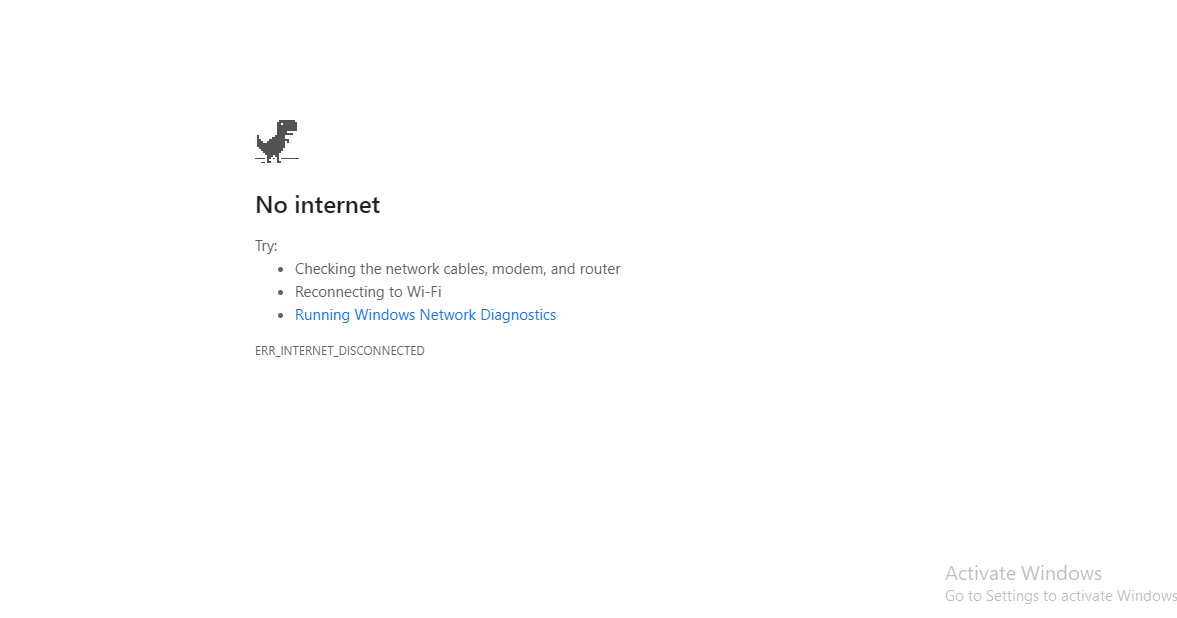 No internet
Try:
Checking the network cables, modem, and router
Reconnecting to Wi-Fi
Running Windows Network Diagnostics
ERR_INTERNET_DISCONNECTED
Activate Windows
Go to Settings to activate Windows